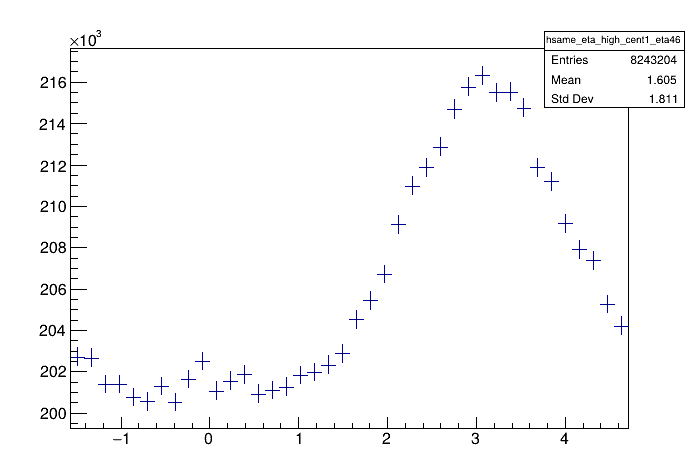 ×10³
hsame_eta_high_cent1_eta46
Entries 8243204
Mean 1.605
Std Dev 1.811
216
214
212
210
208
206
204
202
200
−1 0 1 2 3 4